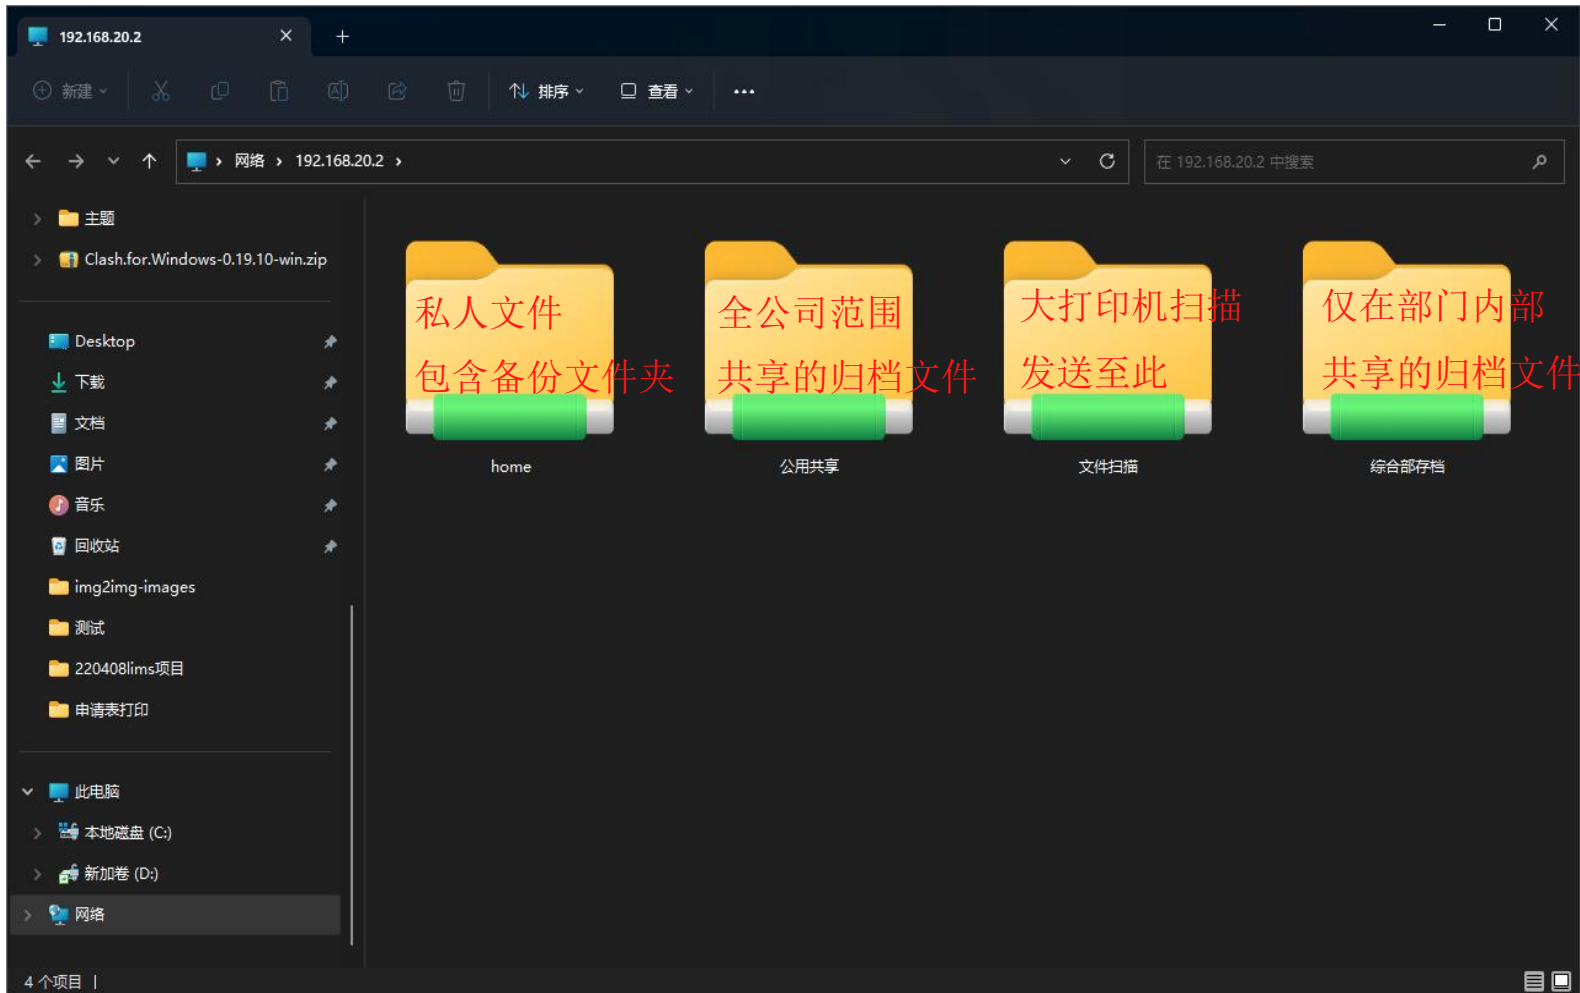 192.168.20.2
新建
排序
查看
网络 > 192.168.20.2 >
在 192.168.20.2 中搜索
主题
Clash.for.Windows-0.19.10-win.zip
Desktop
下载
文档
图片
音乐
回收站
img2img-images
测试
220408lims项目
申请表打印
此电脑
本地磁盘 (C:)
新加卷 (D:)
网络
私人文件
包含备份文件夹
home
全公司范围
共享的归档文件
公用共享
大打印机扫描
发送至此
文件扫描
仅在部门内部
共享的归档文件
综合部存档
4 个项目